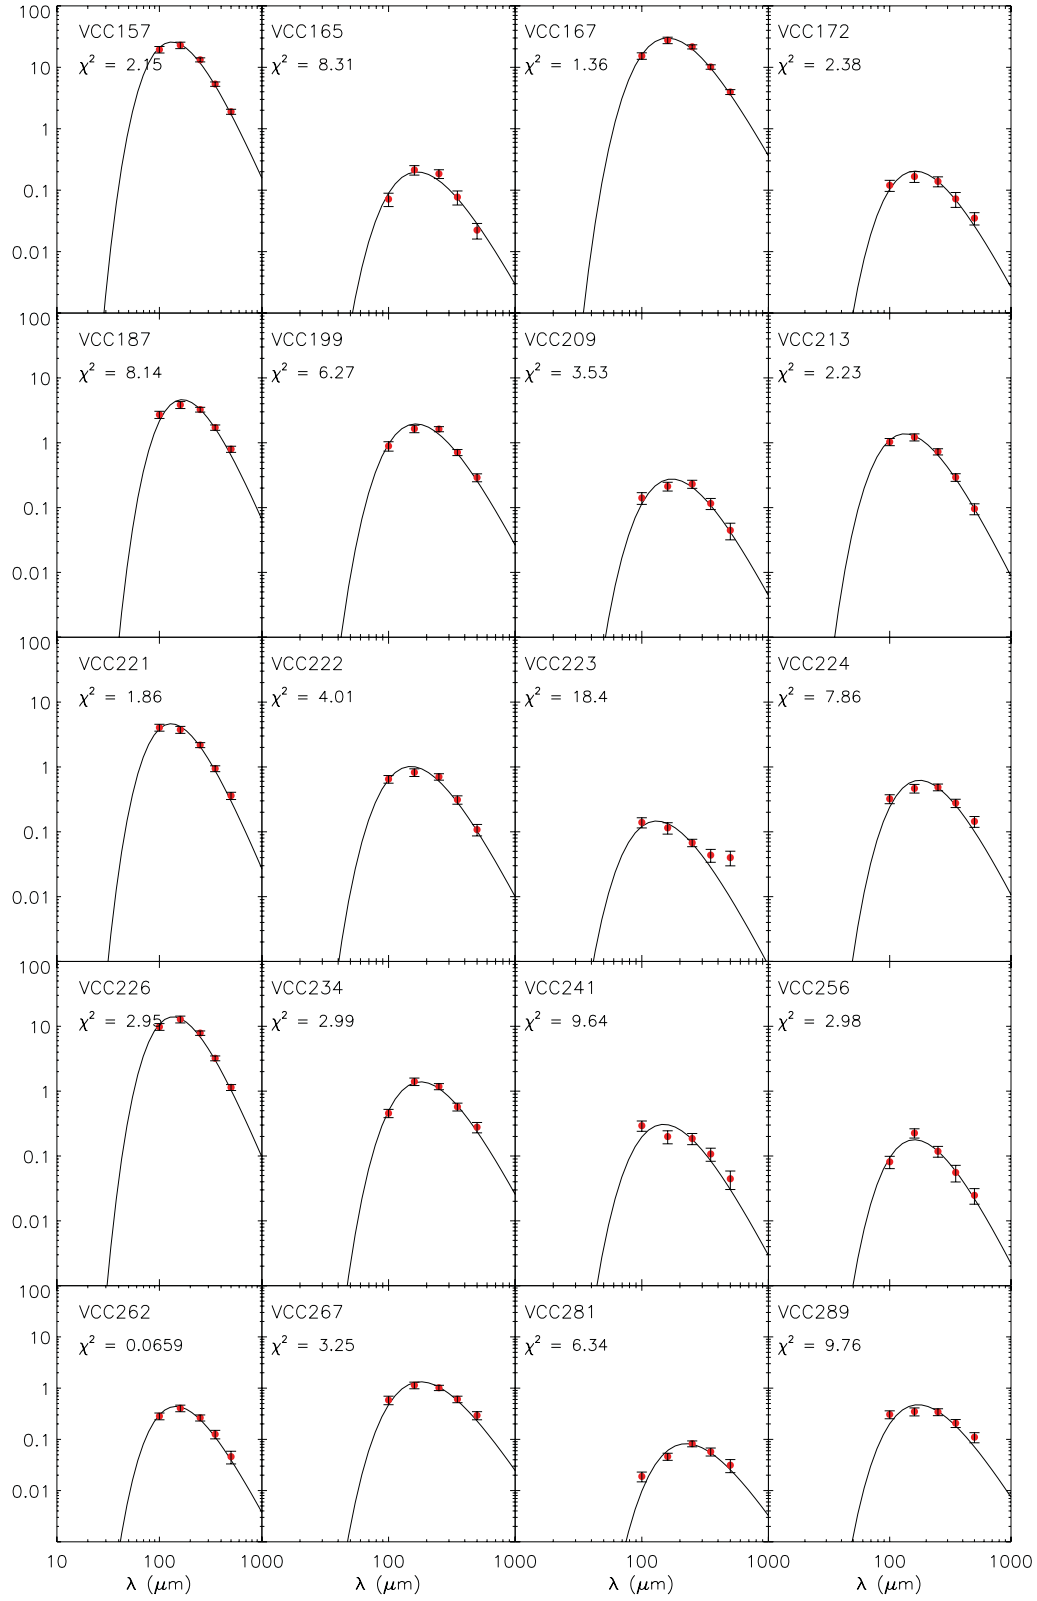 100
10
1
0.1
0.01
VCC157
χ² = 2.15
VCC165
χ² = 8.31
VCC167
χ² = 1.36
VCC172
χ² = 2.38
100
10
1
0.1
0.01
VCC187
χ² = 8.14
VCC199
χ² = 6.27
VCC209
χ² = 3.53
VCC213
χ² = 2.23
100
10
1
0.1
0.01
VCC221
χ² = 1.86
VCC222
χ² = 4.01
VCC223
χ² = 18.4
VCC224
χ² = 7.86
100
10
1
0.1
0.01
VCC226
χ² = 2.95
VCC234
χ² = 2.99
VCC241
χ² = 9.64
VCC256
χ² = 2.98
100
10
1
0.1
0.01
VCC262
χ² = 0.0659
VCC267
χ² = 3.25
VCC281
χ² = 6.34
VCC289
χ² = 9.76
10 100 1000 100 1000 100 1000 100 1000
λ (μm) λ (μm) λ (μm) λ (μm)